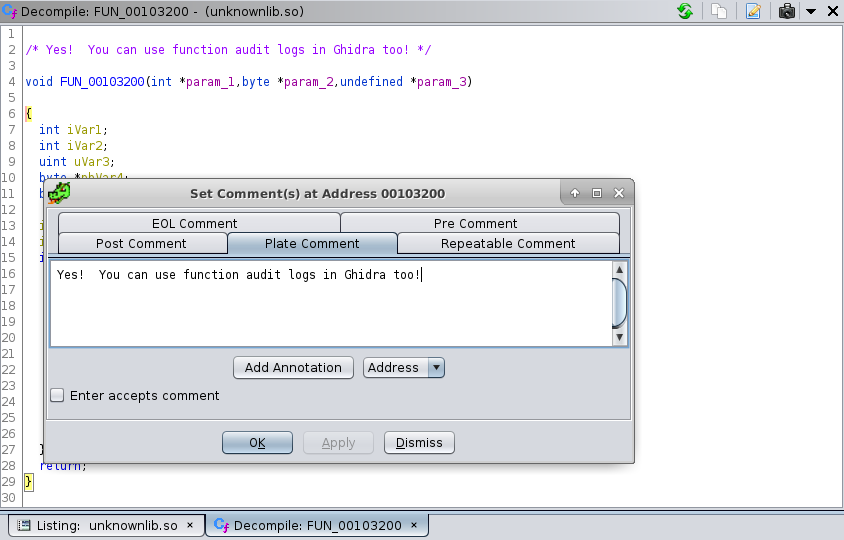 Decompile: FUN_00103200 - (unknownlib.so)
1
2 /* Yes!  You can use function audit logs in Ghidra too! */
3
4 void FUN_00103200(int *param_1,byte *param_2,undefined *param_3)
5
6 {
7 int iVar1;
8 int iVar2;
9 uint uVar3;
10 byte *pbVar4;
11
12
13
14
15
16
17
18
19
20
21
22
23
24
25
26
27 }
28 return;
29 }
30
Set Comment(s) at Address 00103200
EOL Comment Pre Comment
Post Comment Plate Comment Repeatable Comment
Yes!  You can use function audit logs in Ghidra too!
Add Annotation Address
Enter accepts comment
OK Apply Dismiss
Listing: unknownlib.so × Decompile: FUN_00103200 ×